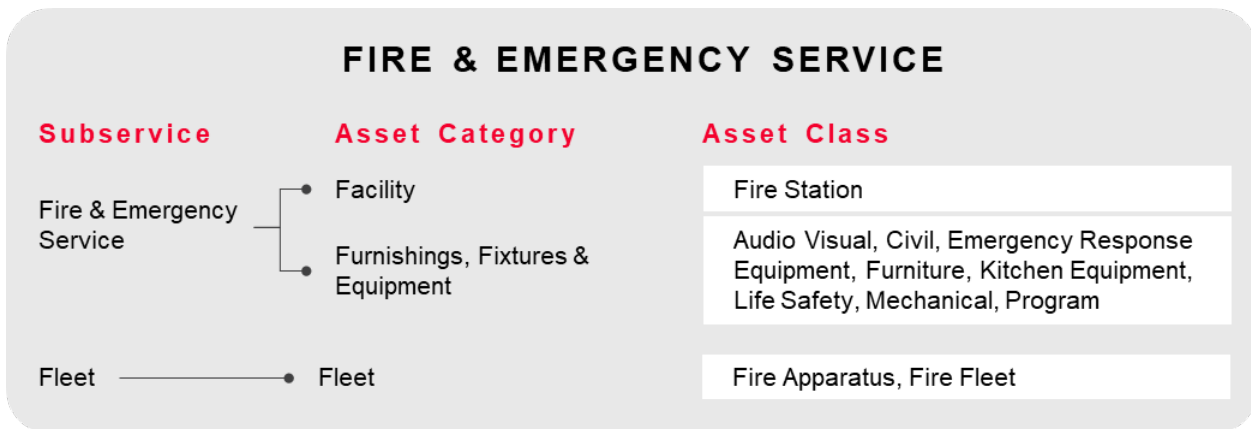 FIRE & EMERGENCY SERVICE
Subservice
Asset Category
Asset Class
Fire & Emergency
Service
Facility
Fire Station
Furnishings, Fixtures &
Equipment
Audio Visual, Civil, Emergency Response
Equipment, Furniture, Kitchen Equipment,
Life Safety, Mechanical, Program
Fleet
Fleet
Fire Apparatus, Fire Fleet